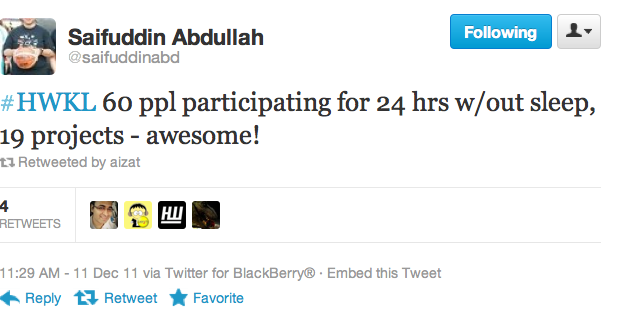 Saifuddin Abdullah
@saifuddinabd
Following
#HWKL 60 ppl participating for 24 hrs w/out sleep,
19 projects - awesome!
Retweeted by aizat
4
RETWEETS
HW
11:29 AM - 11 Dec 11 via Twitter for BlackBerry® · Embed this Tweet
Reply Retweet Favorite